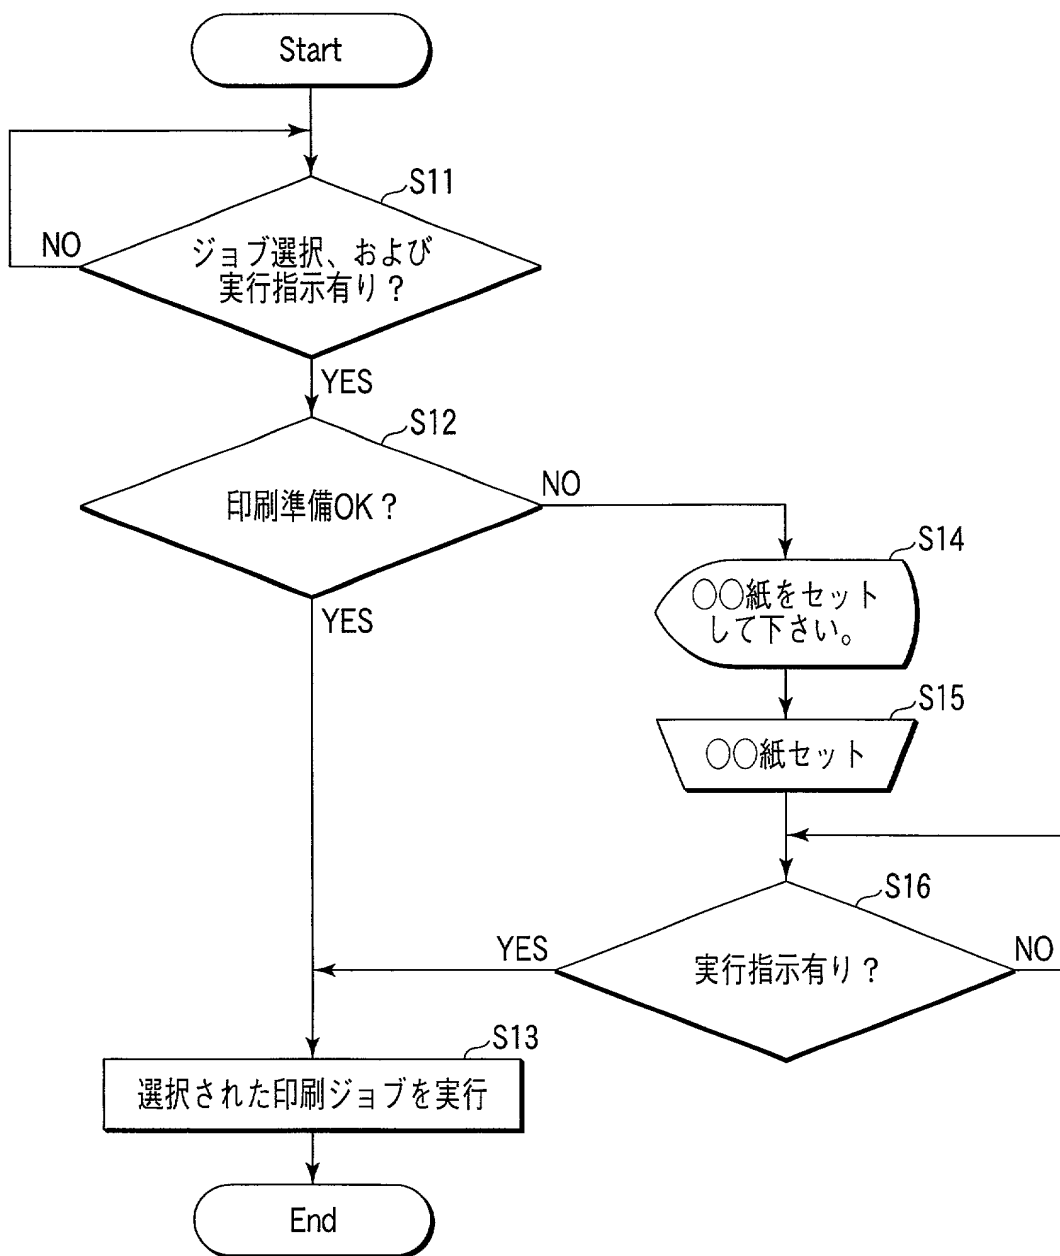 Start
S11
NO
ジョブ選択、および
実行指示有り？
YES
S12
印刷準備OK？
NO
YES
S14
○○紙をセット
して下さい。
S15
○○紙セット
S16
実行指示有り？
YES
NO
S13
選択された印刷ジョブを実行
End